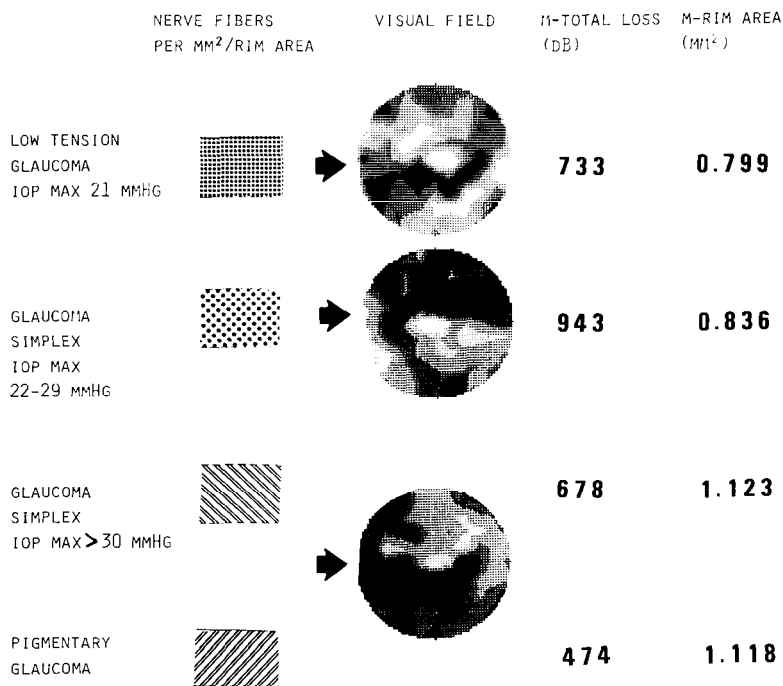 NERVE FIBERS VISUAL FIELD M-TOTAL LOSS M-RIM AREA
PER MM²/RIM AREA (DB) (MM²)
LOW TENSION
GLAUCOMA 733 0.799
IOP MAX 21 MMHG
GLAUCOMA 943 0.836
SIMPLEX
IOP MAX
22-29 MMHG
GLAUCOMA 678 1.123
SIMPLEX
IOP MAX>30 MMHG
PIGMENTARY
GLAUCOMA 474 1.118